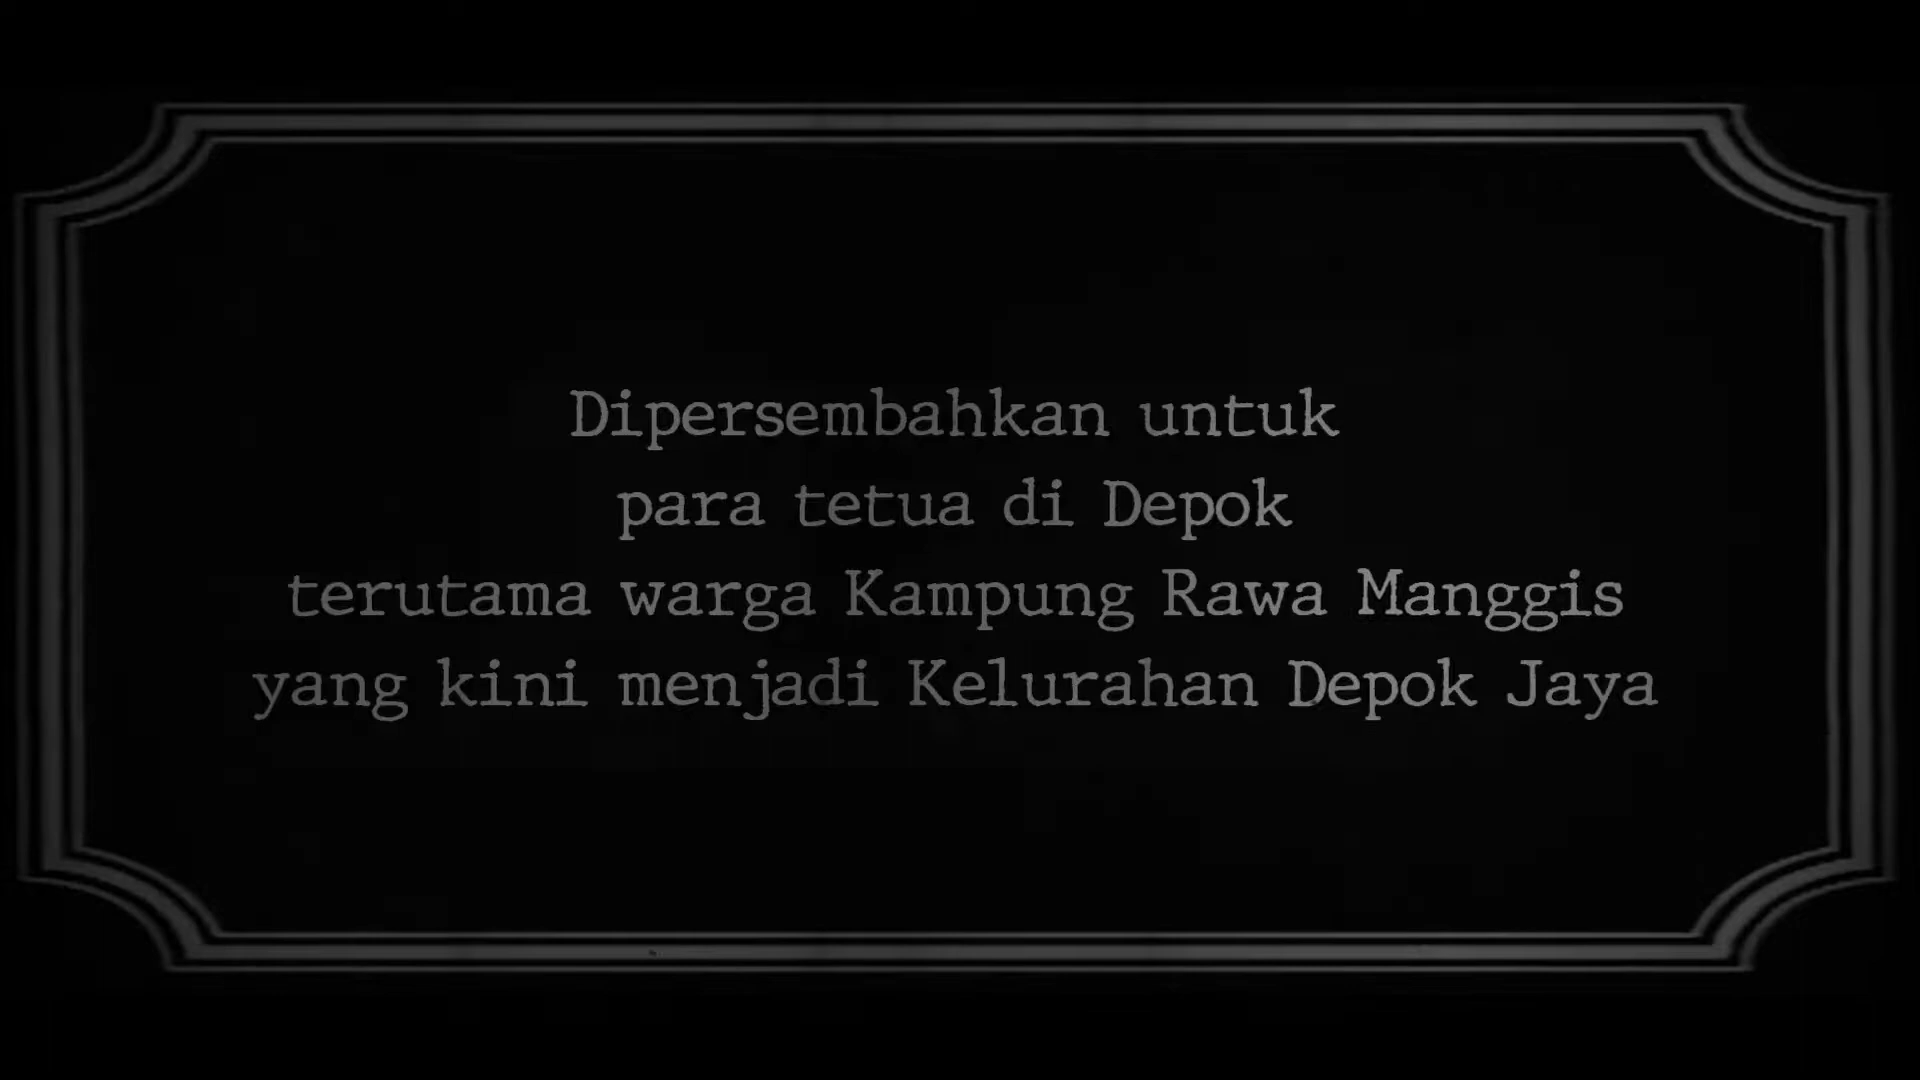 Dipersembahkan untuk
para tetua di Depok
terutama warga Kampung Rawa Manggis
yang kini menjadi Kelurahan Depok Jaya